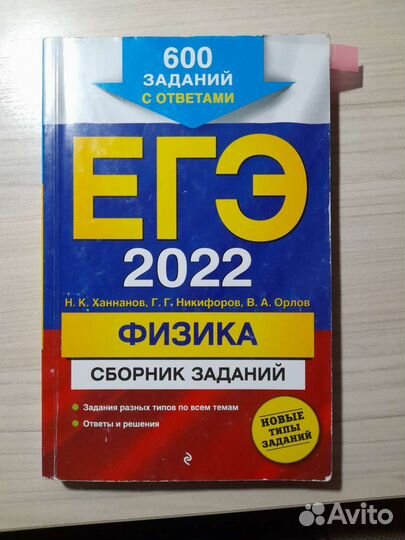 600
ЗАДАНИЙ
С ОТВЕТАМИ
ЕГЭ
2022
Н. К. Ханнанов, Г. Г. Никифоров, В. А. Орлов
ФИЗИКА
СБОРНИК ЗАДАНИЙ
Задания разных типов по всем темам
Ответы и решения
НОВЫЕ
ТИПЫ
ЗАДАНИЙ
Avito